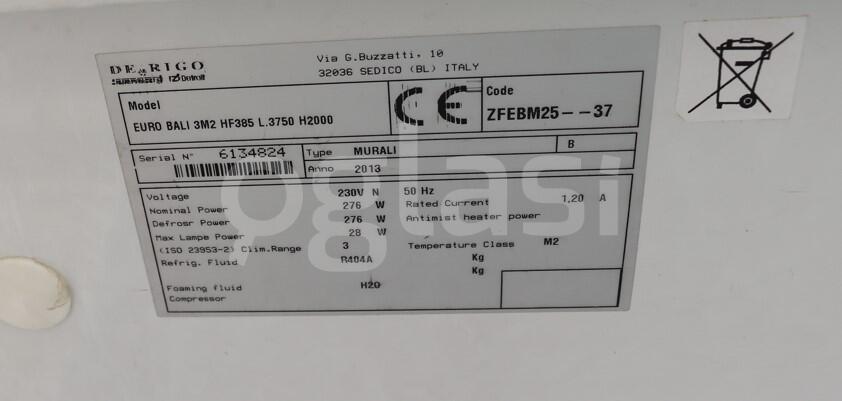 DE RIGO
Via G.Buzzatti, 10
32036 SEDICO (BL) ITALY
Model
EURO BALI 3M2 HF385 L.3750 H2000
CE
Code
ZFEBM25--37
Serial N° 6134824
Type MURALI
B
Anno 2013
Voltage 230V N 50 Hz
Nominal Power 276 W Rated Current 1,20 A
Defrosr Power 276 W Antimist heater power
Max Lampe Power 28 W
(ISO 23953-2) Clim.Range 3 Temperature Class M2
Refrig. Fluid R404A Kg
Kg
Foaming fluid H2O
Compressor
oglasi